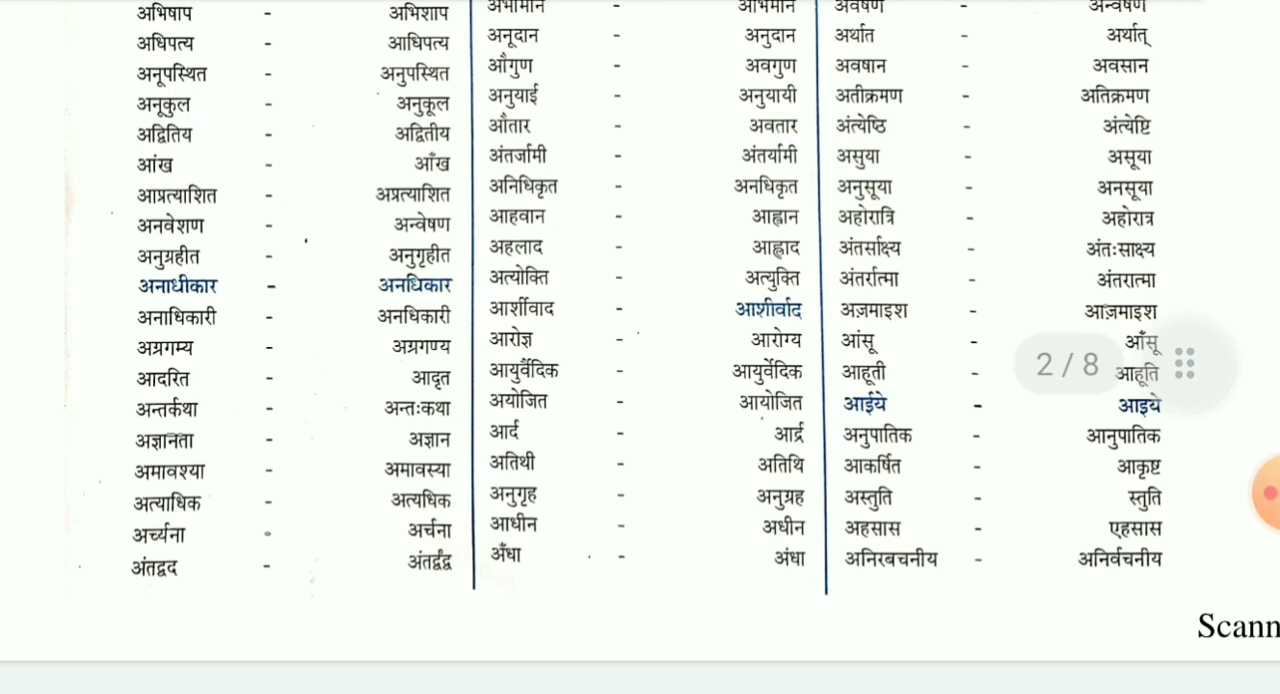 अभिषाप - अभिशाप
अधिपत्य - आधिपत्य
अनूपस्थित - अनुपस्थित
अनूकुल - अनुकूल
अद्वितिय - अद्वितीय
आंख - आँख
आप्रत्याशित - अप्रत्याशित
अनवेशण - अन्वेषण
अनुग्रहीत - अनुगृहीत
अनाधीकार - अनधिकार
अनाधिकारी - अनधिकारी
अग्रगम्य - अग्रगण्य
आदरित - आदृत
अन्तर्कथा - अन्तःकथा
अज्ञानता - अज्ञान
अमावश्या - अमावस्या
अत्याधिक - अत्यधिक
अर्च्यना - अर्चना
अंतद्वद - अंतर्द्वंद्व
अनूदान - अनुदान
औगुण - अवगुण
अनुयाई - अनुयायी
औतार - अवतार
अंतर्जामी - अंतर्यामी
अनिधिकृत - अनधिकृत
आहवान - आह्वान
अहलाद - आह्लाद
अत्योक्ति - अत्युक्ति
आर्शीवाद - आशीर्वाद
आरोज्ञ - आरोग्य
आयुर्वैदिक - आयुर्वेदिक
अयोजित - आयोजित
आर्द - आर्द्र
अतिथी - अतिथि
अनुगृह - अनुग्रह
आधीन - अधीन
अँधा - अंधा
अर्थात - अर्थात्
अवषान - अवसान
अतीक्रमण - अतिक्रमण
अंत्येष्ठि - अंत्येष्टि
असुया - असूया
अनुसूया - अनसूया
अहोरात्रि - अहोरात्र
अंतर्साक्ष्य - अंतःसाक्ष्य
अंतर्रात्मा - अंतरात्मा
अज़माइश - आज़माइश
आंसू - आँसू
आहूती - आहूति
आईये - आइये
अनुपातिक - आनुपातिक
आकर्षित - आकृष्ट
अस्तुति - स्तुति
अहसास - एहसास
अनिरबचनीय - अनिर्वचनीय
2 / 8
Scann